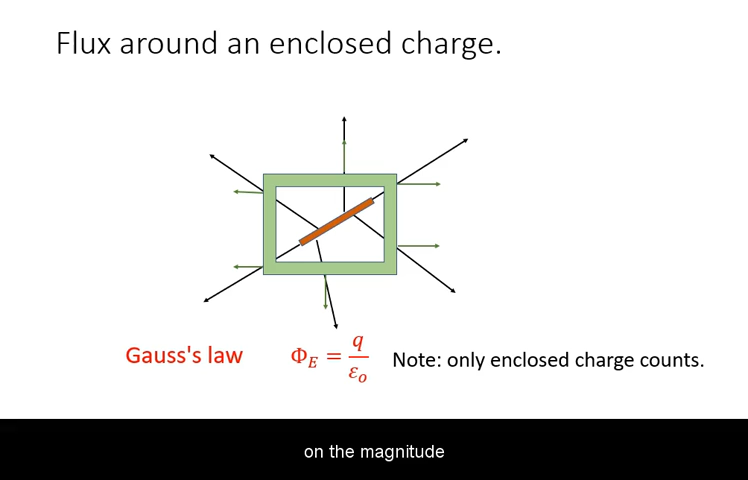 Flux around an enclosed charge.
Gauss's law Φ_E = q/ε_o Note: only enclosed charge counts.
on the magnitude